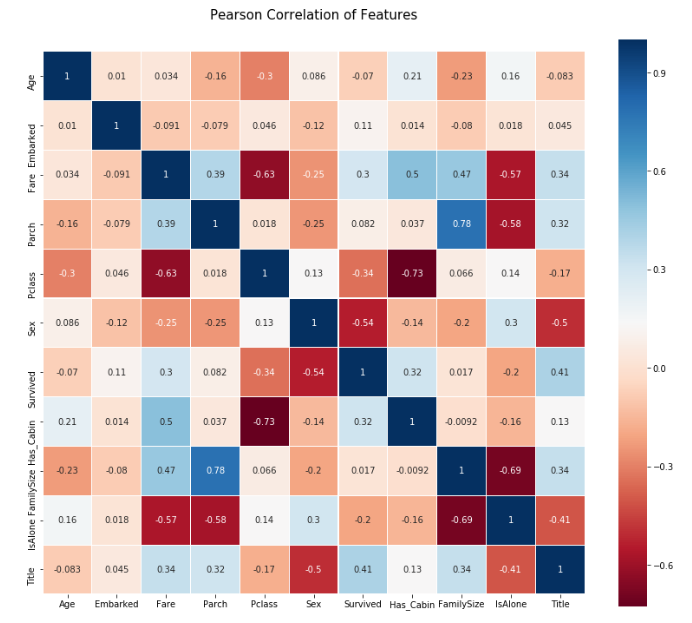 Pearson Correlation of Features
Age 1 0.01 0.034 -0.16 -0.3 0.086 -0.07 0.21 -0.23 0.16 -0.083
Embarked 0.01 1 -0.091 -0.079 0.046 -0.12 0.11 0.014 -0.08 0.018 0.045
Fare 0.034 -0.091 1 0.39 -0.63 -0.25 0.3 0.5 0.47 -0.57 0.34
Parch -0.16 -0.079 0.39 1 0.018 -0.25 0.082 0.037 0.78 -0.58 0.32
Pclass -0.3 0.046 -0.63 0.018 1 0.13 -0.34 -0.73 0.066 0.14 -0.17
Sex 0.086 -0.12 -0.25 -0.25 0.13 1 -0.54 -0.14 -0.2 0.3 -0.5
Survived -0.07 0.11 0.3 0.082 -0.34 -0.54 1 0.32 0.017 -0.2 0.41
Has_Cabin 0.21 0.014 0.5 0.037 -0.73 -0.14 0.32 1 -0.0092 -0.16 0.13
FamilySize -0.23 -0.08 0.47 0.78 0.066 -0.2 0.017 -0.0092 1 -0.69 0.34
IsAlone 0.16 0.018 -0.57 -0.58 0.14 0.3 -0.2 -0.16 -0.69 1 -0.41
Title -0.083 0.045 0.34 0.32 -0.17 -0.5 0.41 0.13 0.34 -0.41 1
Age Embarked Fare Parch Pclass Sex Survived Has_Cabin FamilySize IsAlone Title
0.9
0.6
0.3
0.0
−0.3
−0.6